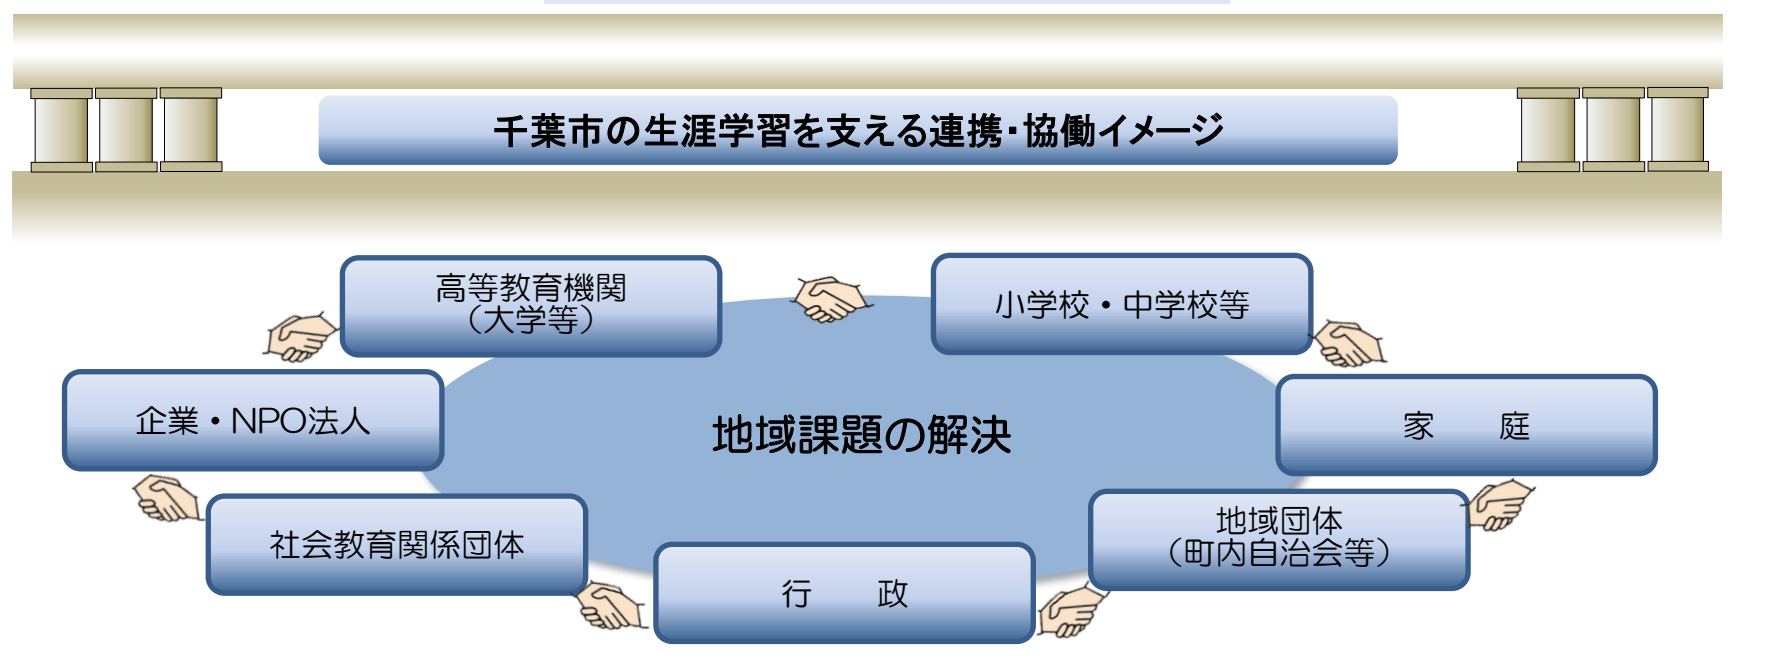 千葉市の生涯学習を支える連携・協働イメージ
高等教育機関
（大学等）
小学校・中学校等
企業・NPO法人
地域課題の解決
家　　庭
社会教育関係団体
地域団体
（町内自治会等）
行　　政